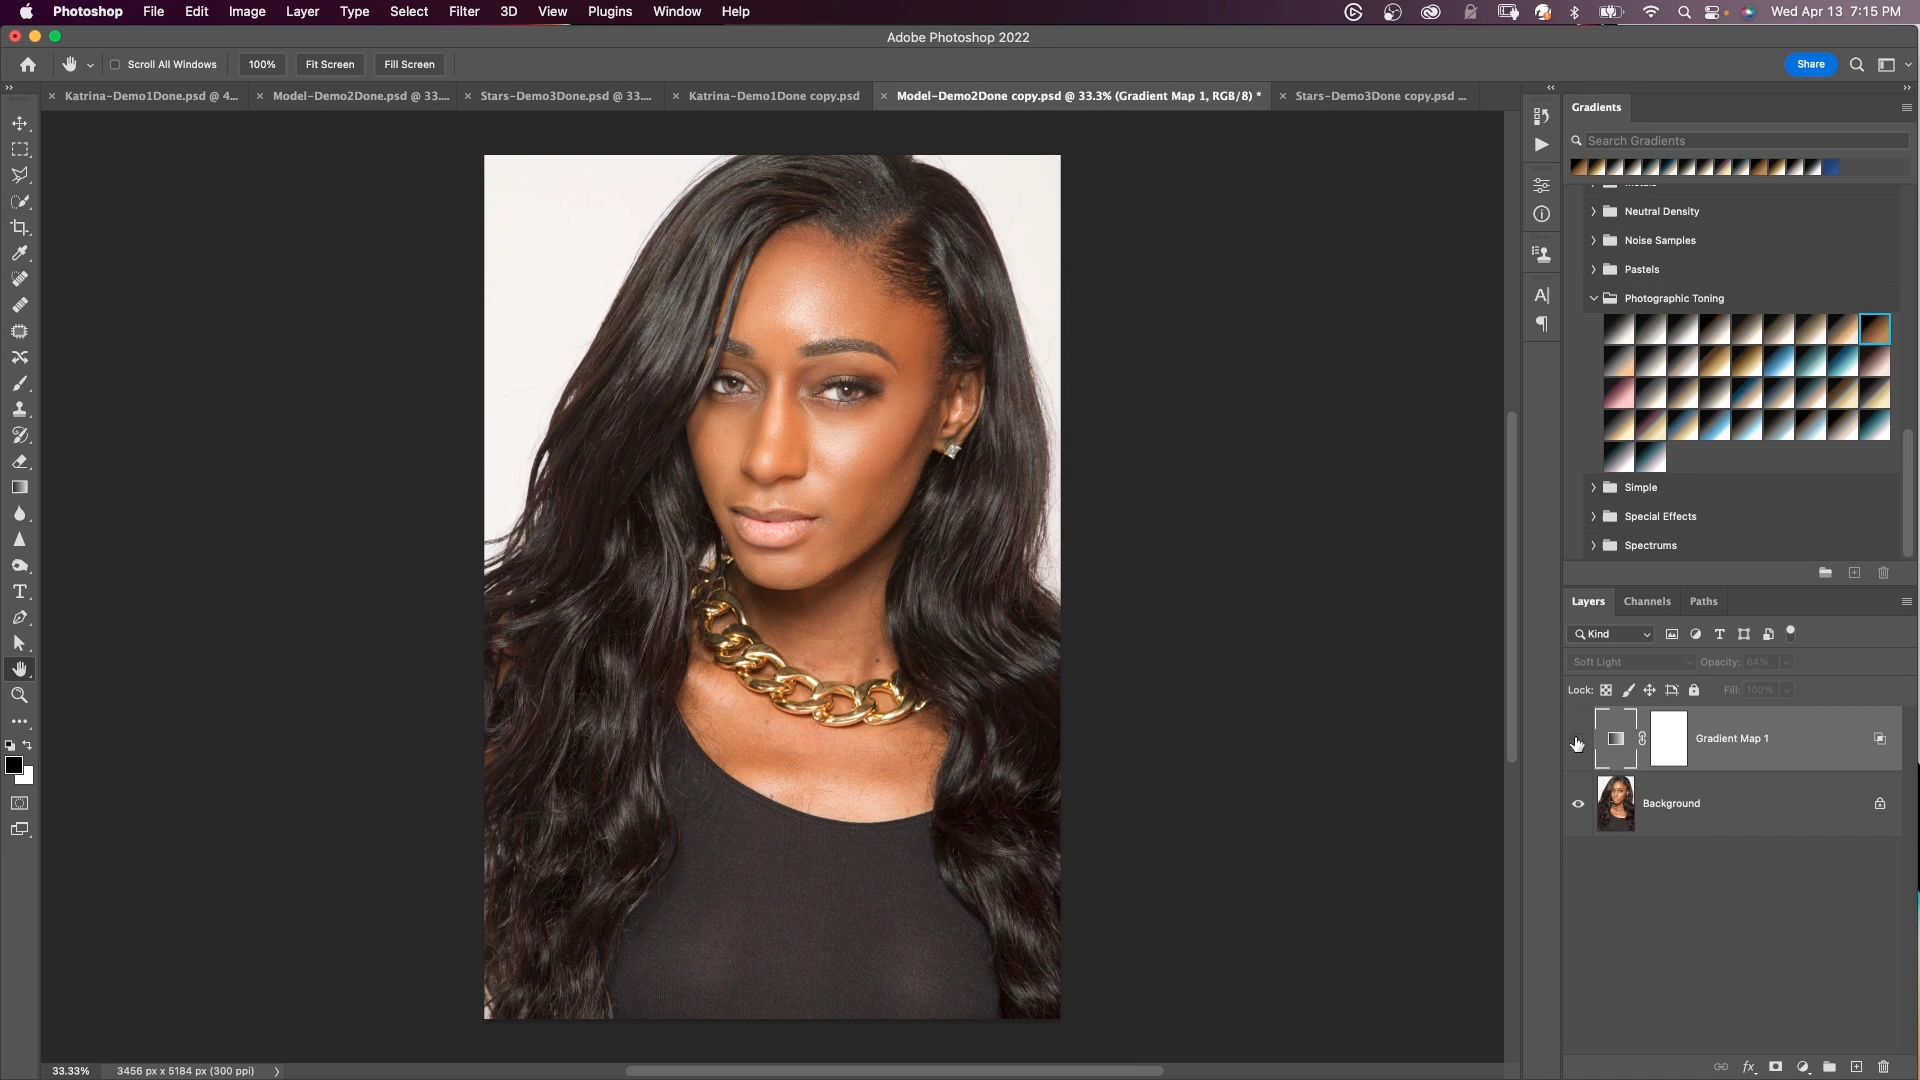 Photoshop File Edit Image Layer Type Select Filter 3D View Plugins Window Help Wed Apr 13 7:15 PM
Adobe Photoshop 2022
Scroll All Windows 100% Fit Screen Fill Screen Share
Katrina-Demo1Done.psd @ 4... Model-Demo2Done.psd @ 33.... Stars-Demo3Done.psd @ 33.... Katrina-Demo1Done copy.psd Model-Demo2Done copy.psd @ 33.3% (Gradient Map 1, RGB/8) * Stars-Demo3Done copy.psd ...
Gradients
Search Gradients
Neutral Density
Noise Samples
Pastels
Photographic Toning
Simple
Special Effects
Spectrums
Layers Channels Paths
Kind
Soft Light Opacity: 64%
Lock: Fill: 100%
Gradient Map 1
Background
fx
33.33% 3456 px x 5184 px (300 ppi)